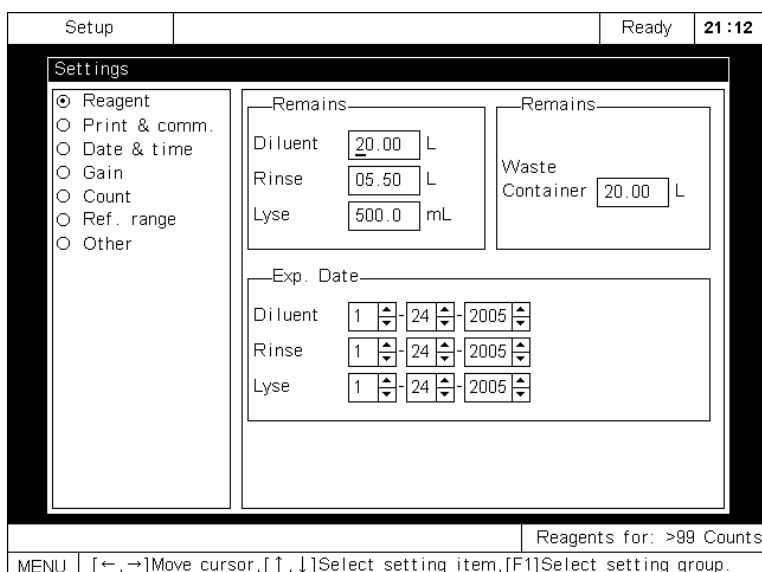 Setup Ready 21:12
Settings
Reagent
Print & comm.
Date & time
Gain
Count
Ref. range
Other
Remains
Diluent 20.00 L
Rinse 05.50 L
Lyse 500.0 mL
Remains
Waste
Container 20.00 L
Exp. Date
Diluent 1 - 24 - 2005
Rinse 1 - 24 - 2005
Lyse 1 - 24 - 2005
Reagents for: >99 Counts
MENU [←,→]Move cursor,[↑,↓]Select setting item,[F1]Select setting group.